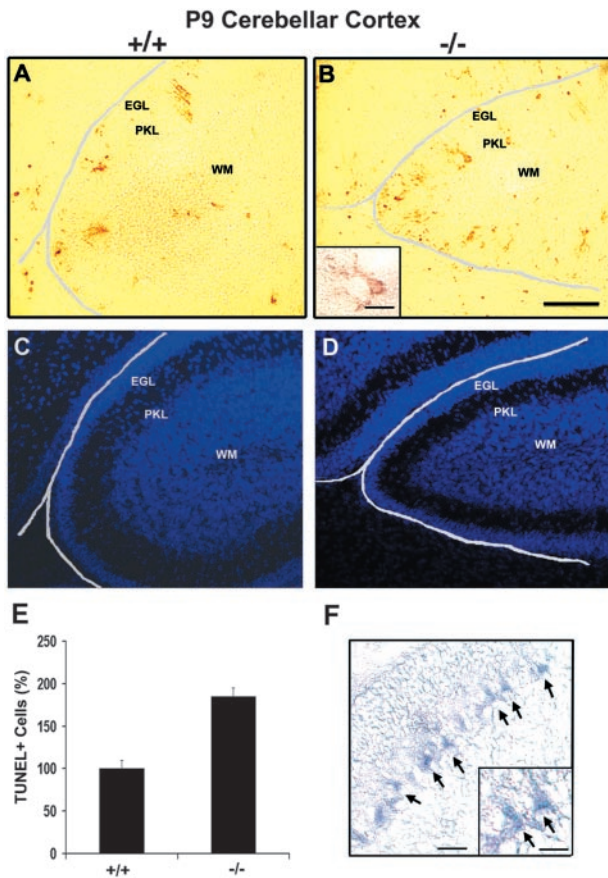 P9 Cerebellar Cortex
+/+ -/-
A
EGL
PKL
WM
B
EGL
PKL
WM
C
EGL
PKL
WM
D
EGL
PKL
WM
E
TUNEL+ Cells (%)
250
200
150
100
50
0
+/+ -/-
F